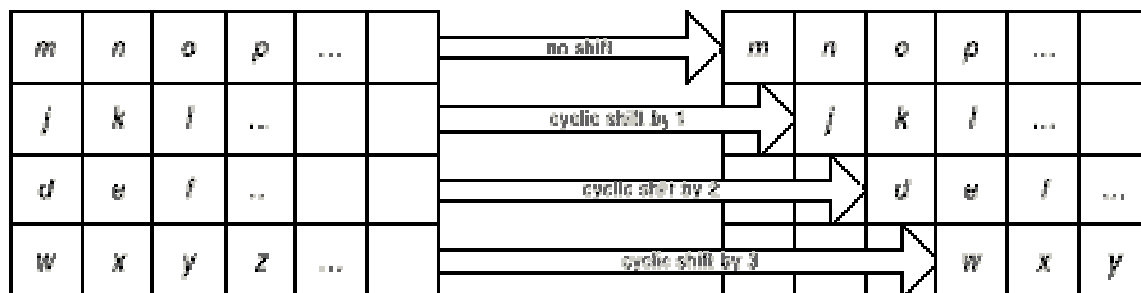 m n o p ... no shift m n o p ...
j k l ... cyclic shift by 1 j k l ...
d e f .. cyclic shift by 2 d e f ...
w x y z ... cyclic shift by 3 w x y